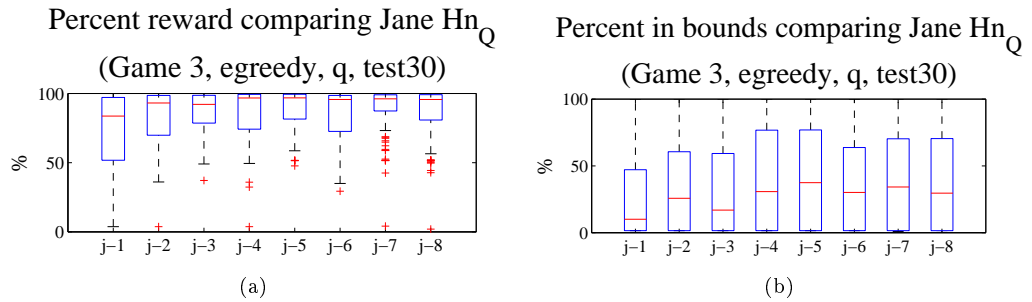 Percent reward comparing Jane Hn_Q
(Game 3, egreedy, q, test30)
100
50
0
%
j-1 j-2 j-3 j-4 j-5 j-6 j-7 j-8
(a)
Percent in bounds comparing Jane Hn_Q
(Game 3, egreedy, q, test30)
100
50
0
%
j-1 j-2 j-3 j-4 j-5 j-6 j-7 j-8
(b)